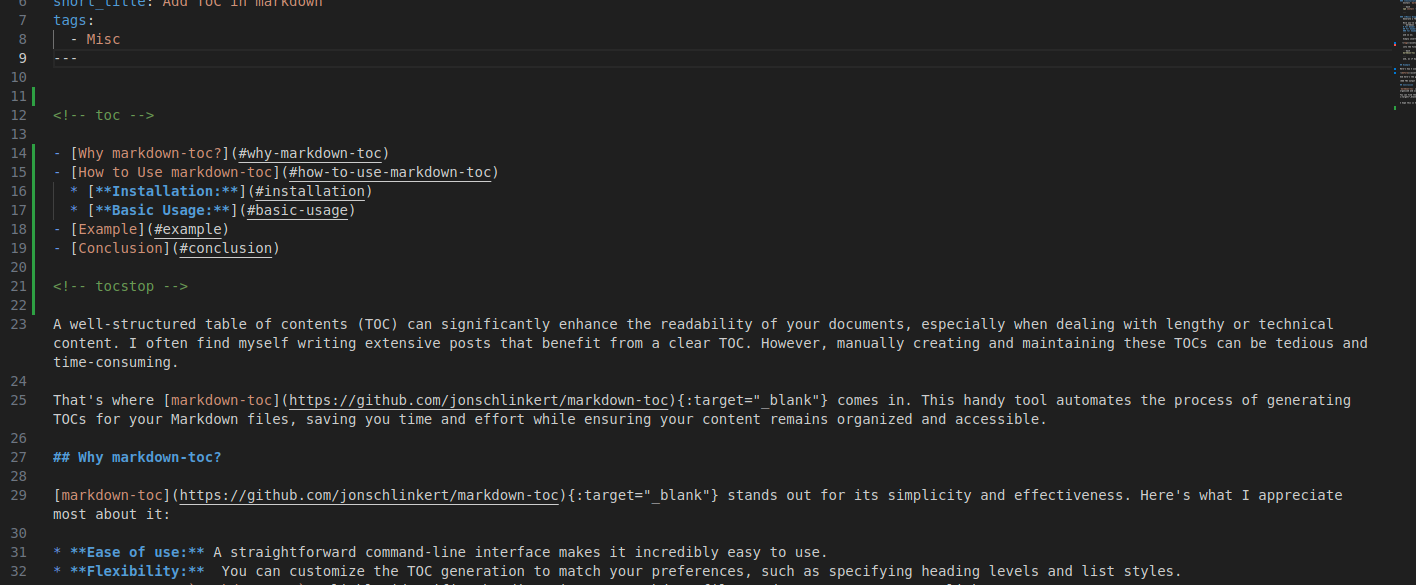 6 short_title: Add ToC in markdown
7 tags:
8   - Misc
9 ---
10
11
12 <!-- toc -->
13
14 - [Why markdown-toc?](#why-markdown-toc)
15 - [How to Use markdown-toc](#how-to-use-markdown-toc)
16   * [**Installation:**](#installation)
17   * [**Basic Usage:**](#basic-usage)
18 - [Example](#example)
19 - [Conclusion](#conclusion)
20
21 <!-- tocstop -->
22
23 A well-structured table of contents (TOC) can significantly enhance the readability of your documents, especially when dealing with lengthy or technical
content. I often find myself writing extensive posts that benefit from a clear TOC. However, manually creating and maintaining these TOCs can be tedious and
time-consuming.
24
25 That's where [markdown-toc](https://github.com/jonschlinkert/markdown-toc){:target="_blank"} comes in. This handy tool automates the process of generating
TOCs for your Markdown files, saving you time and effort while ensuring your content remains organized and accessible.
26
27 ## Why markdown-toc?
28
29 [markdown-toc](https://github.com/jonschlinkert/markdown-toc){:target="_blank"} stands out for its simplicity and effectiveness. Here's what I appreciate
most about it:
30
31 * **Ease of use:** A straightforward command-line interface makes it incredibly easy to use.
32 * **Flexibility:**  You can customize the TOC generation to match your preferences, such as specifying heading levels and list styles.